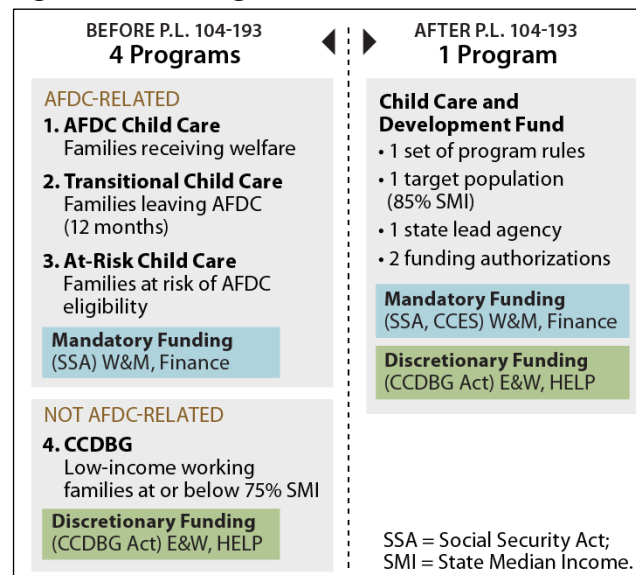 BEFORE P.L. 104-193
4 Programs
AFDC-RELATED
1. AFDC Child Care
Families receiving welfare
2. Transitional Child Care
Families leaving AFDC
(12 months)
3. At-Risk Child Care
Families at risk of AFDC
eligibility
Mandatory Funding
(SSA) W&M, Finance
NOT AFDC-RELATED
4. CCDBG
Low-income working
families at or below 75% SMI
Discretionary Funding
(CCDBG Act) E&W, HELP
AFTER P.L. 104-193
1 Program
Child Care and
Development Fund
• 1 set of program rules
• 1 target population
(85% SMI)
• 1 state lead agency
• 2 funding authorizations
Mandatory Funding
(SSA, CCES) W&M, Finance
Discretionary Funding
(CCDBG Act) E&W, HELP
SSA = Social Security Act;
SMI = State Median Income.